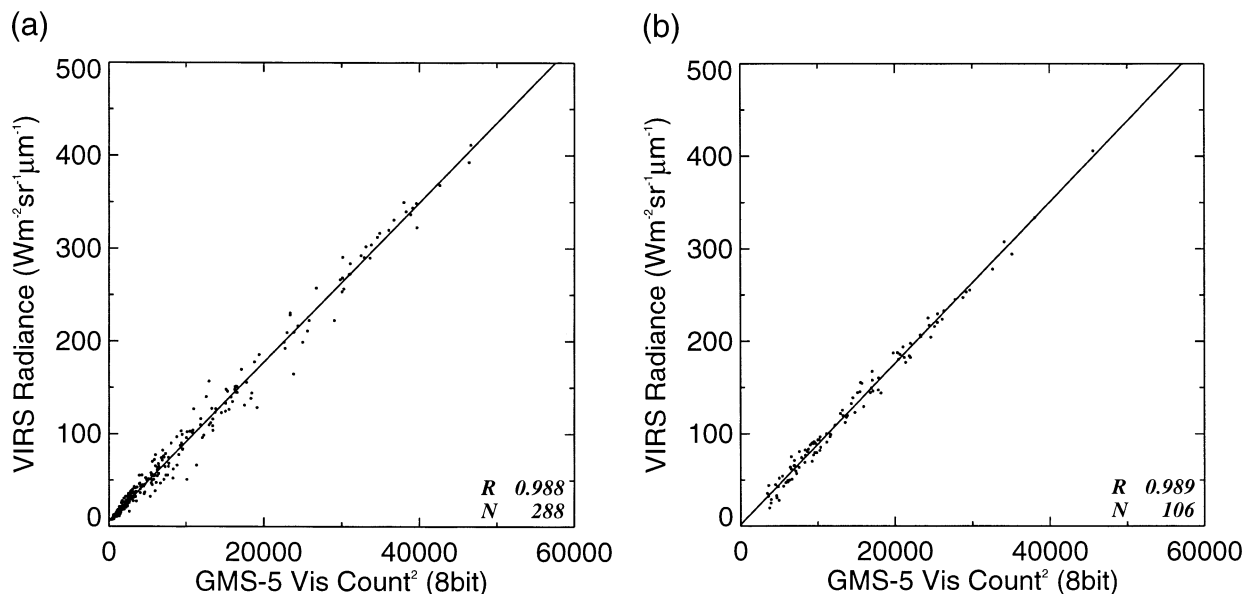 (a)
500
400
300
200
100
0
VIRS Radiance (Wm⁻²sr⁻¹µm⁻¹)
R 0.988
N 288
0 20000 40000 60000
GMS-5 Vis Count² (8bit)
(b)
500
400
300
200
100
0
VIRS Radiance (Wm⁻²sr⁻¹µm⁻¹)
R 0.989
N 106
0 20000 40000 60000
GMS-5 Vis Count² (8bit)